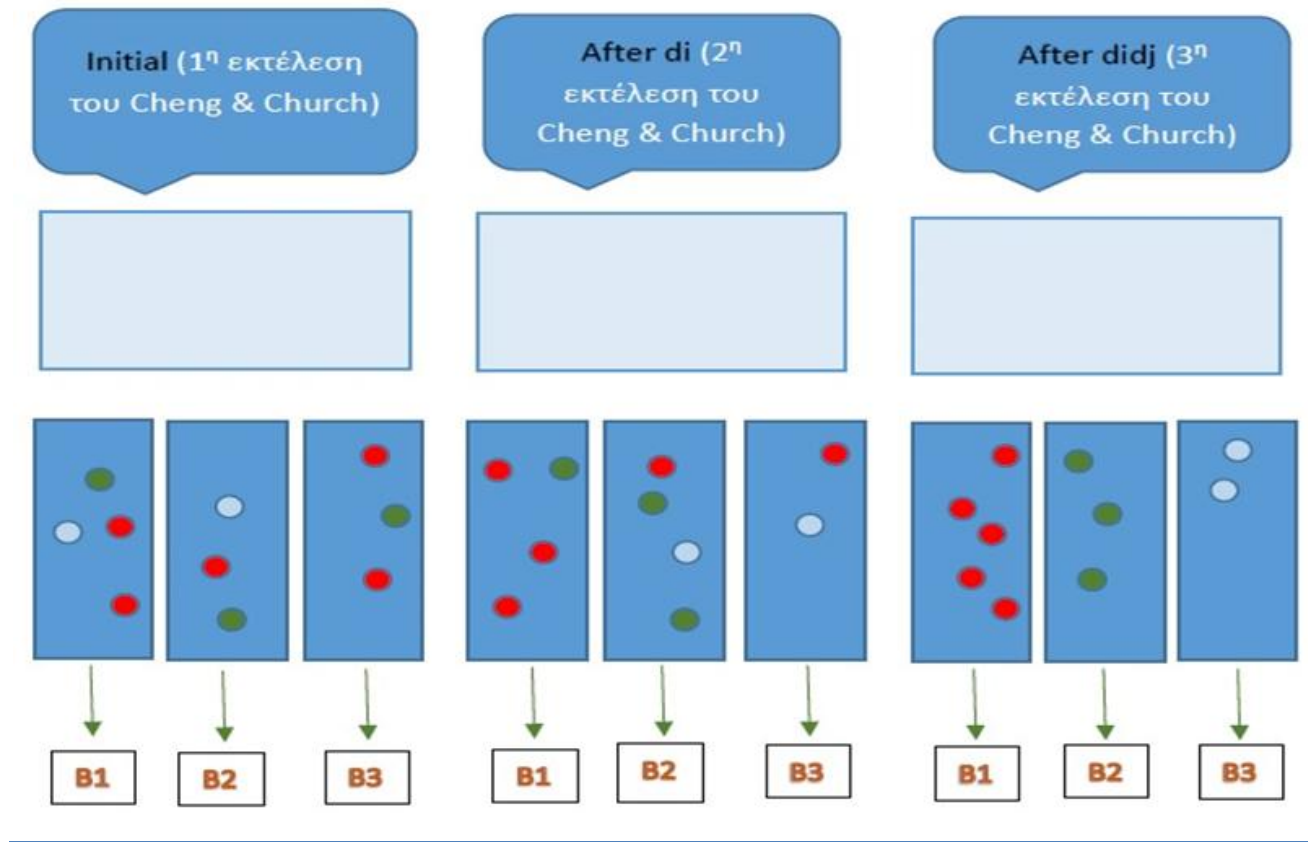 Initial (1η εκτέλεση
του Cheng & Church)
After di (2η
εκτέλεση του
Cheng & Church)
After didj (3η
εκτέλεση του
Cheng & Church)
B1
B2
B3
B1
B2
B3
B1
B2
B3